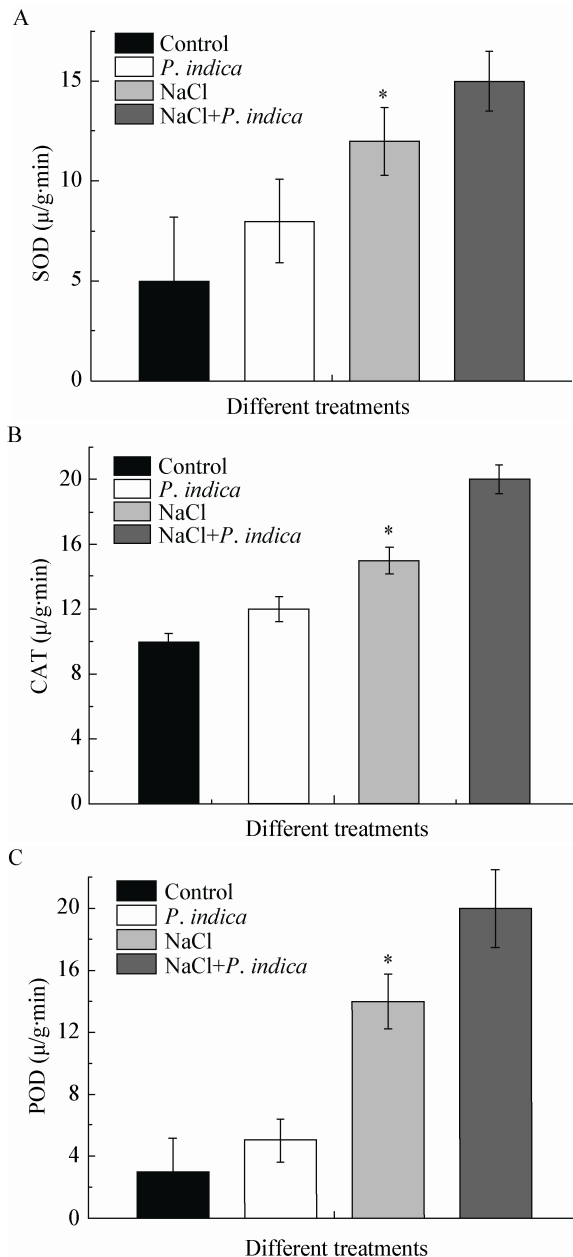 A
Control
P. indica
NaCl
NaCl+P. indica
*
15
10
5
0
SOD (μ/g·min)
Different treatments
B
Control
P. indica
NaCl
NaCl+P. indica
*
20
16
12
8
4
0
CAT (μ/g·min)
Different treatments
C
Control
P. indica
NaCl
NaCl+P. indica
*
20
16
12
8
4
0
POD (μ/g·min)
Different treatments